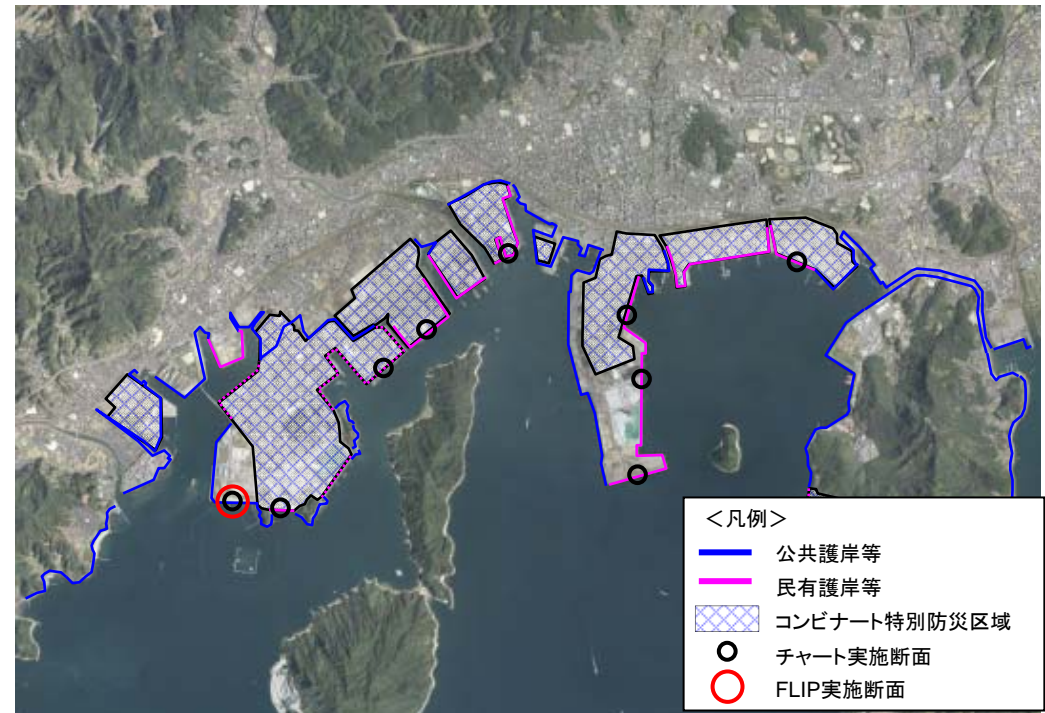 ＜凡例＞
公共護岸等
民有護岸等
コンビナート特別防災区域
チャート実施断面
FLIP実施断面